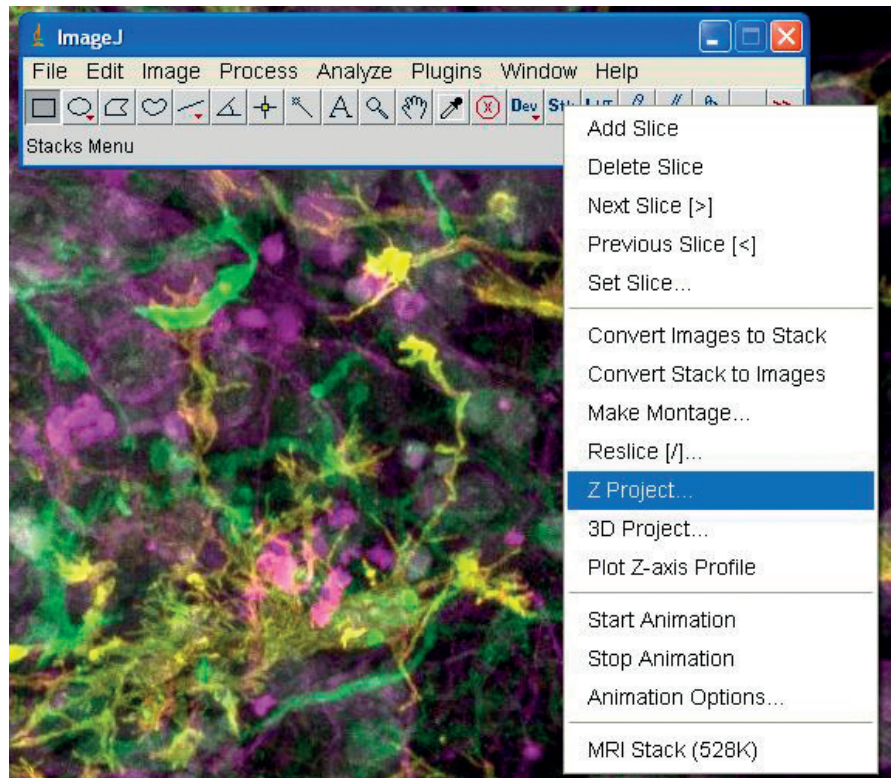 ImageJ
File Edit Image Process Analyze Plugins Window Help
A Dev
Stacks Menu
Add Slice
Delete Slice
Next Slice [>]
Previous Slice [<]
Set Slice...
Convert Images to Stack
Convert Stack to Images
Make Montage...
Reslice [/]...
Z Project...
3D Project...
Plot Z-axis Profile
Start Animation
Stop Animation
Animation Options...
MRI Stack (528K)